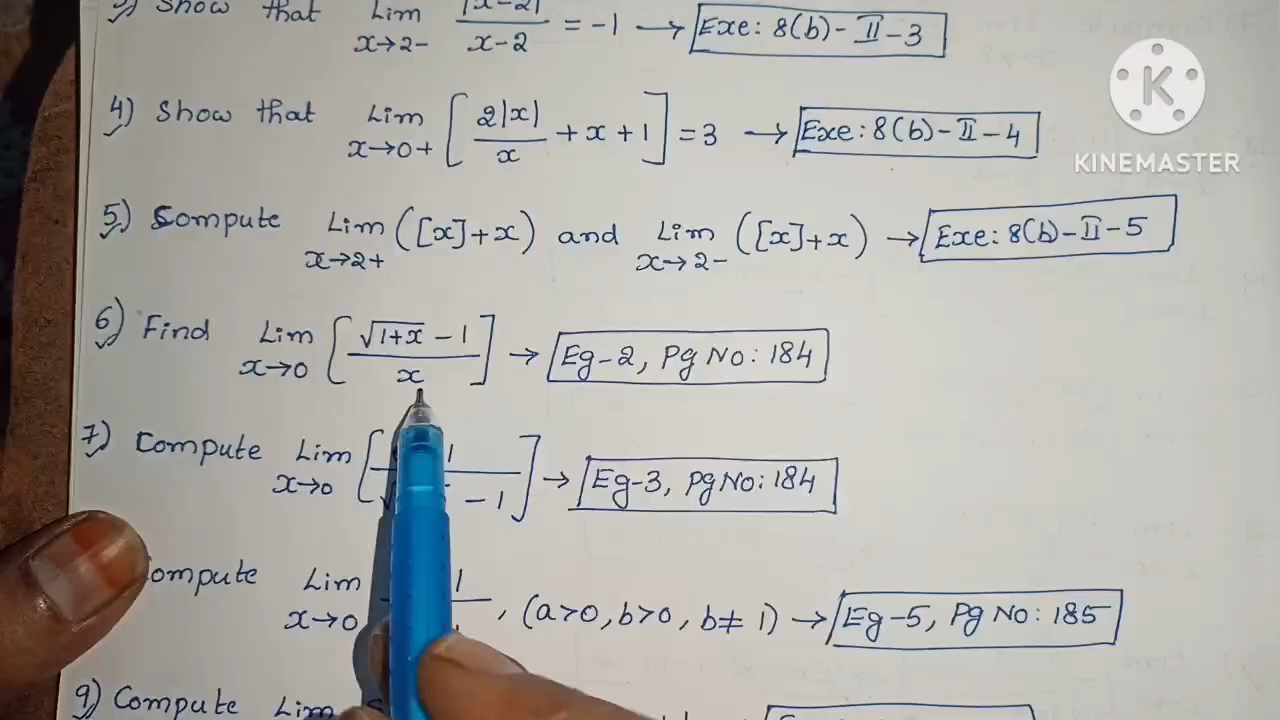 Show that Lim x→2- |x-2| / x-2 = -1 → Exe: 8(b)-II-3
KINEMASTER
4) Show that Lim x→0+ [ 2|x| / x + x + 1 ] = 3 → Exe: 8(b)-II-4
5) Compute Lim x→2+ ([x]+x) and Lim x→2- ([x]+x) → Exe: 8(b)-II-5
6) Find Lim x→0 [ √1+x - 1 / x ] → Eg-2, Pg No: 184
7) Compute Lim x→0 [ 1 / √ - 1 ] → Eg-3, Pg No: 184
ompute Lim x→0 1 , (a>0, b>0, b≠1) → Eg-5, Pg No: 185
9) Compute Lim